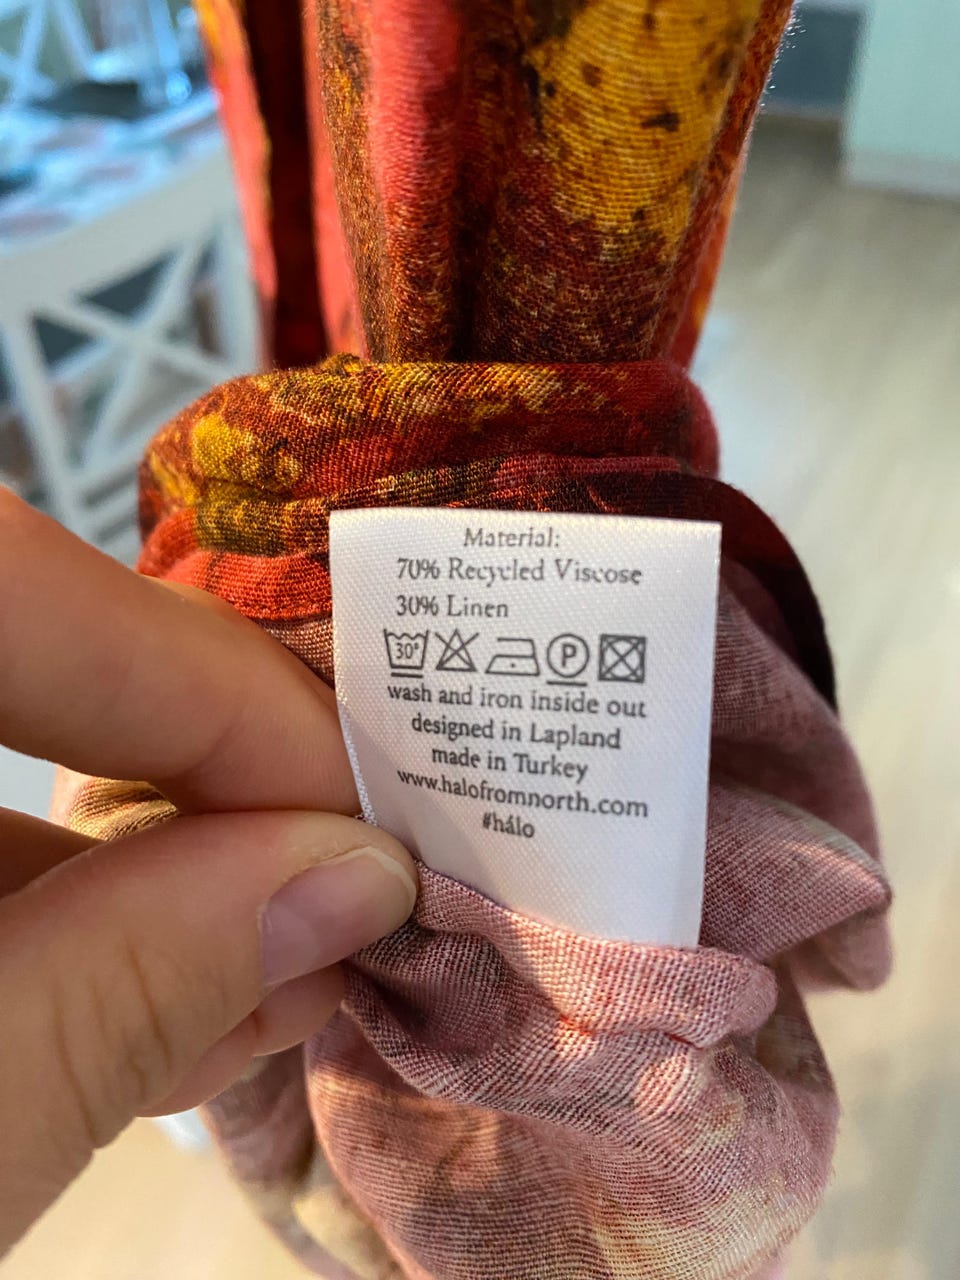 Material:
70% Recycled Viscose
30% Linen
30° P
wash and iron inside out
designed in Lapland
made in Turkey
www.halofromnorth.com
#hálo